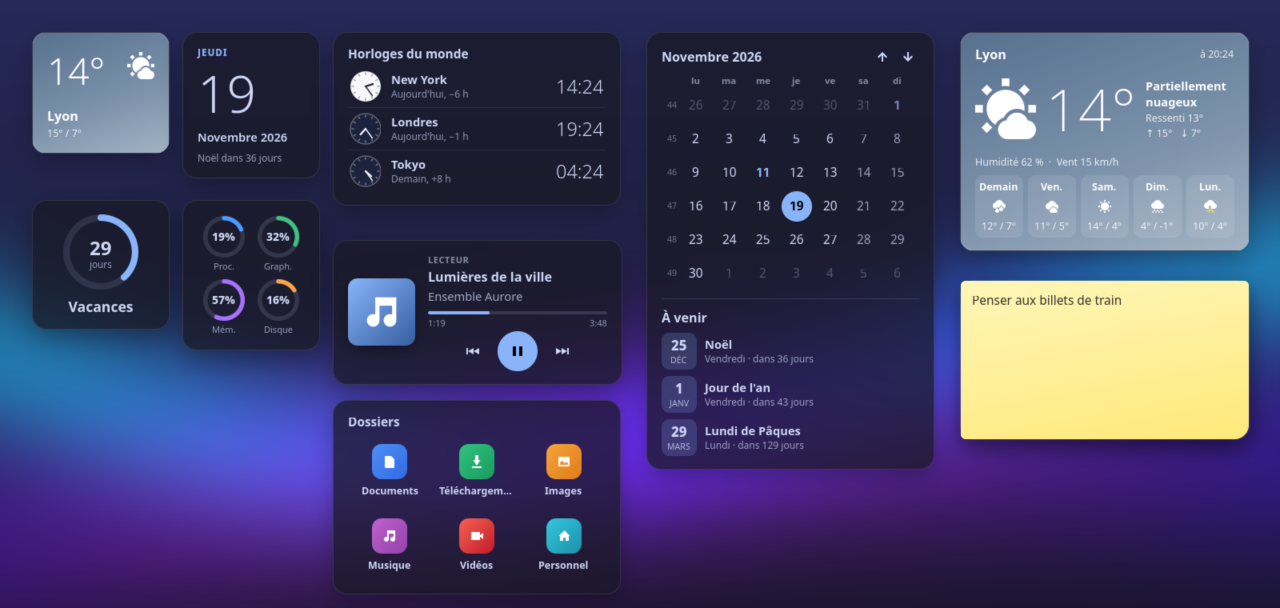 14°
Lyon
15° / 7°
JEUDI
19
Novembre 2026
Noël dans 36 jours
29
jours
Vacances
19%
Proc.
32%
Graph.
57%
Mém.
16%
Disque
Horloges du monde
New York
Aujourd'hui, −6 h
14:24
Londres
Aujourd'hui, −1 h
19:24
Tokyo
Demain, +8 h
04:24
LECTEUR
Lumières de la ville
Ensemble Aurore
1:19
3:48
Dossiers
Documents
Téléchargem...
Images
Musique
Vidéos
Personnel
Novembre 2026
lu ma me je ve sa di
44 26 27 28 29 30 31 1
45 2 3 4 5 6 7 8
46 9 10 11 12 13 14 15
47 16 17 18 19 20 21 22
48 23 24 25 26 27 28 29
49 30 1 2 3 4 5 6
À venir
25
DÉC
Noël
Vendredi · dans 36 jours
1
JANV
Jour de l'an
Vendredi · dans 43 jours
29
MARS
Lundi de Pâques
Lundi · dans 129 jours
Lyon
à 20:24
14°
Partiellement
nuageux
Ressenti 13°
↑ 15° ↓ 7°
Humidité 62 % · Vent 15 km/h
Demain Ven. Sam. Dim. Lun.
12° / 7° 11° / 5° 14° / 4° 4° / -1° 10° / 4°
Penser aux billets de train